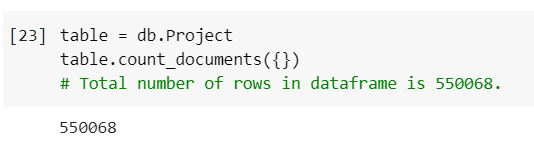 [23] table = db.Project
table.count_documents({})
# Total number of rows in dataframe is 550068.
550068